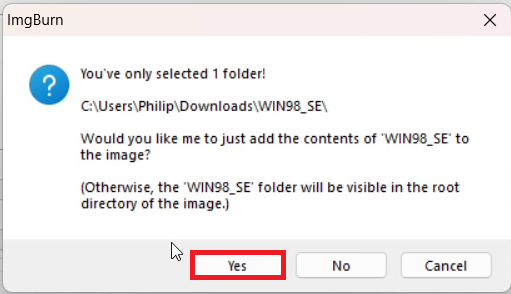 ImgBurn
You've only selected 1 folder!
C:\Users\Philip\Downloads\WIN98_SE\
Would you like me to just add the contents of 'WIN98_SE' to
the image?
(Otherwise, the 'WIN98_SE' folder will be visible in the root
directory of the image.)
Yes No Cancel